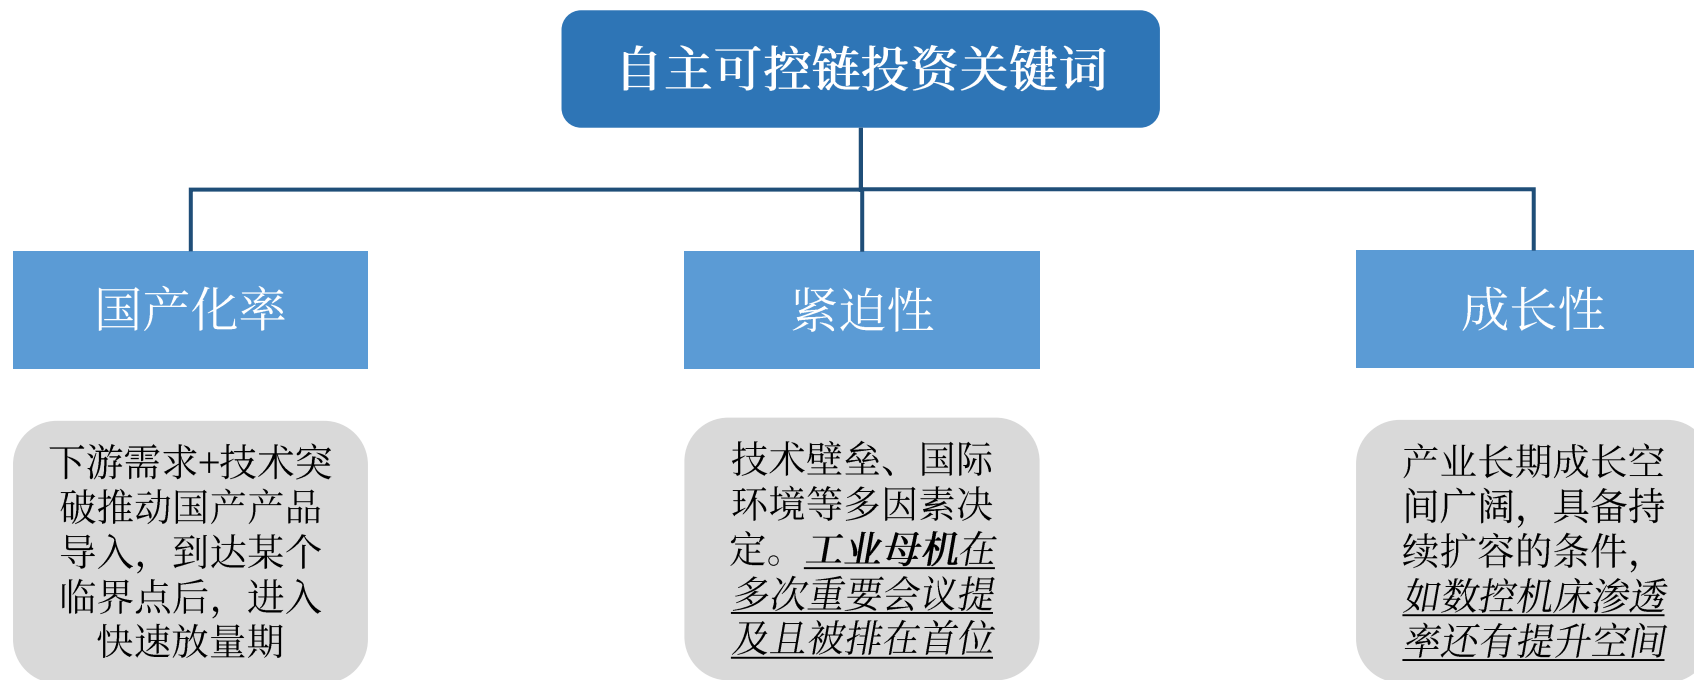 自主可控链投资关键词
国产化率
紧迫性
成长性
下游需求+技术突
破推动国产产品
导入，到达某个
临界点后，进入
快速放量期
技术壁垒、国际
环境等多因素决
定。工业母机在
多次重要会议提
及且被排在首位
产业长期成长空
间广阔，具备持
续扩容的条件，
如数控机床渗透
率还有提升空间